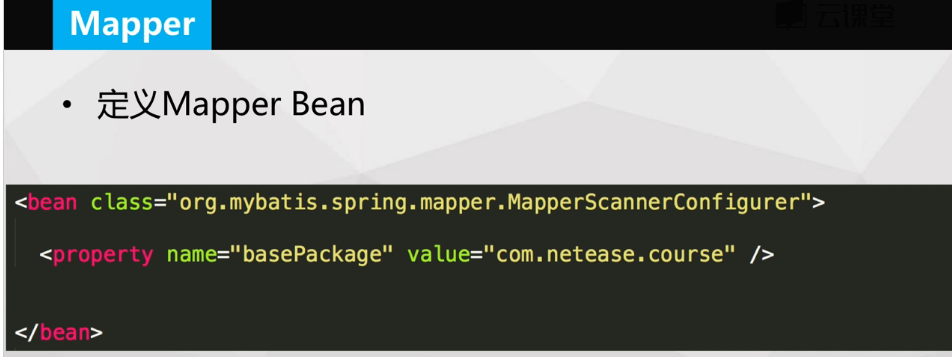 Mapper
云课堂
• 定义Mapper Bean
<bean class="org.mybatis.spring.mapper.MapperScannerConfigurer">
<property name="basePackage" value="com.netease.course" />
</bean>